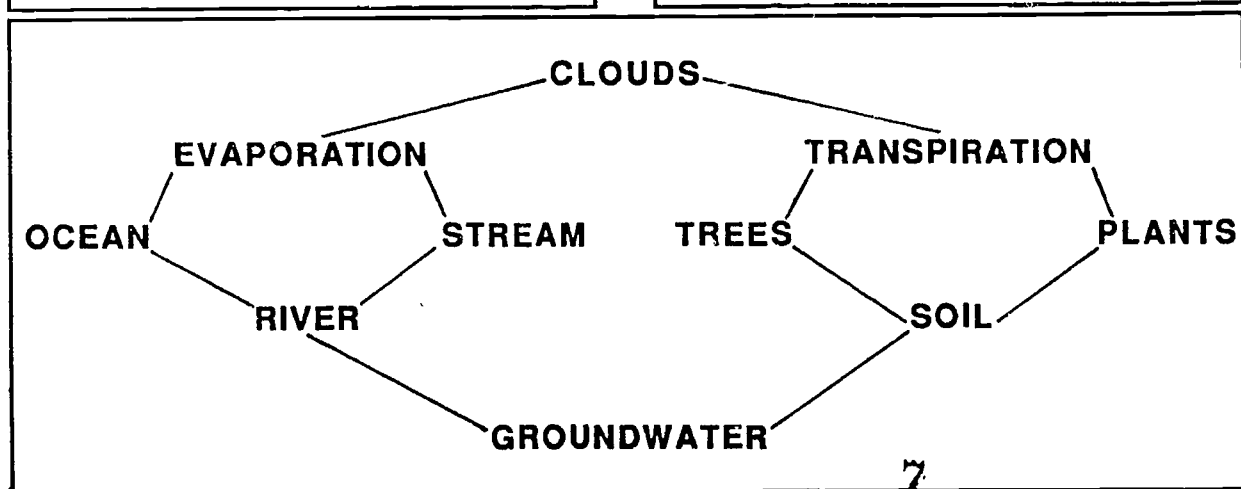 CLOUDS
EVAPORATION TRANSPIRATION
OCEAN STREAM TREES PLANTS
RIVER SOIL
GROUNDWATER
7